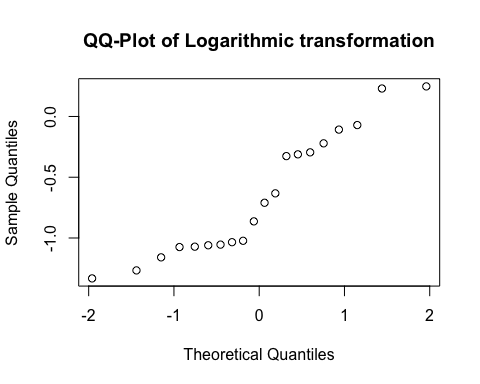 QQ-Plot of Logarithmic transformation
Sample Quantiles
0.0
-0.5
-1.0
-2 -1 0 1 2
Theoretical Quantiles